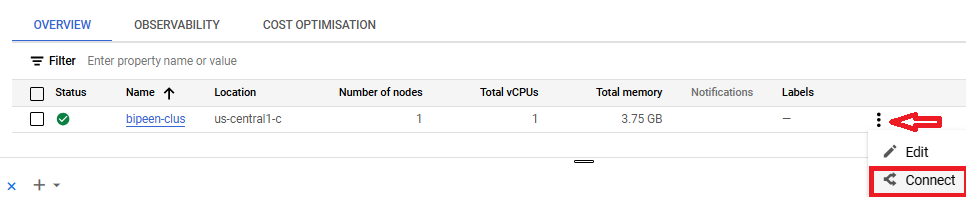 OVERVIEW OBSERVABILITY COST OPTIMISATION
Filter Enter property name or value
Status Name Location Number of nodes Total vCPUs Total memory Notifications Labels
bipeen-clus us-central1-c 1 1 3.75 GB —
Edit
Connect